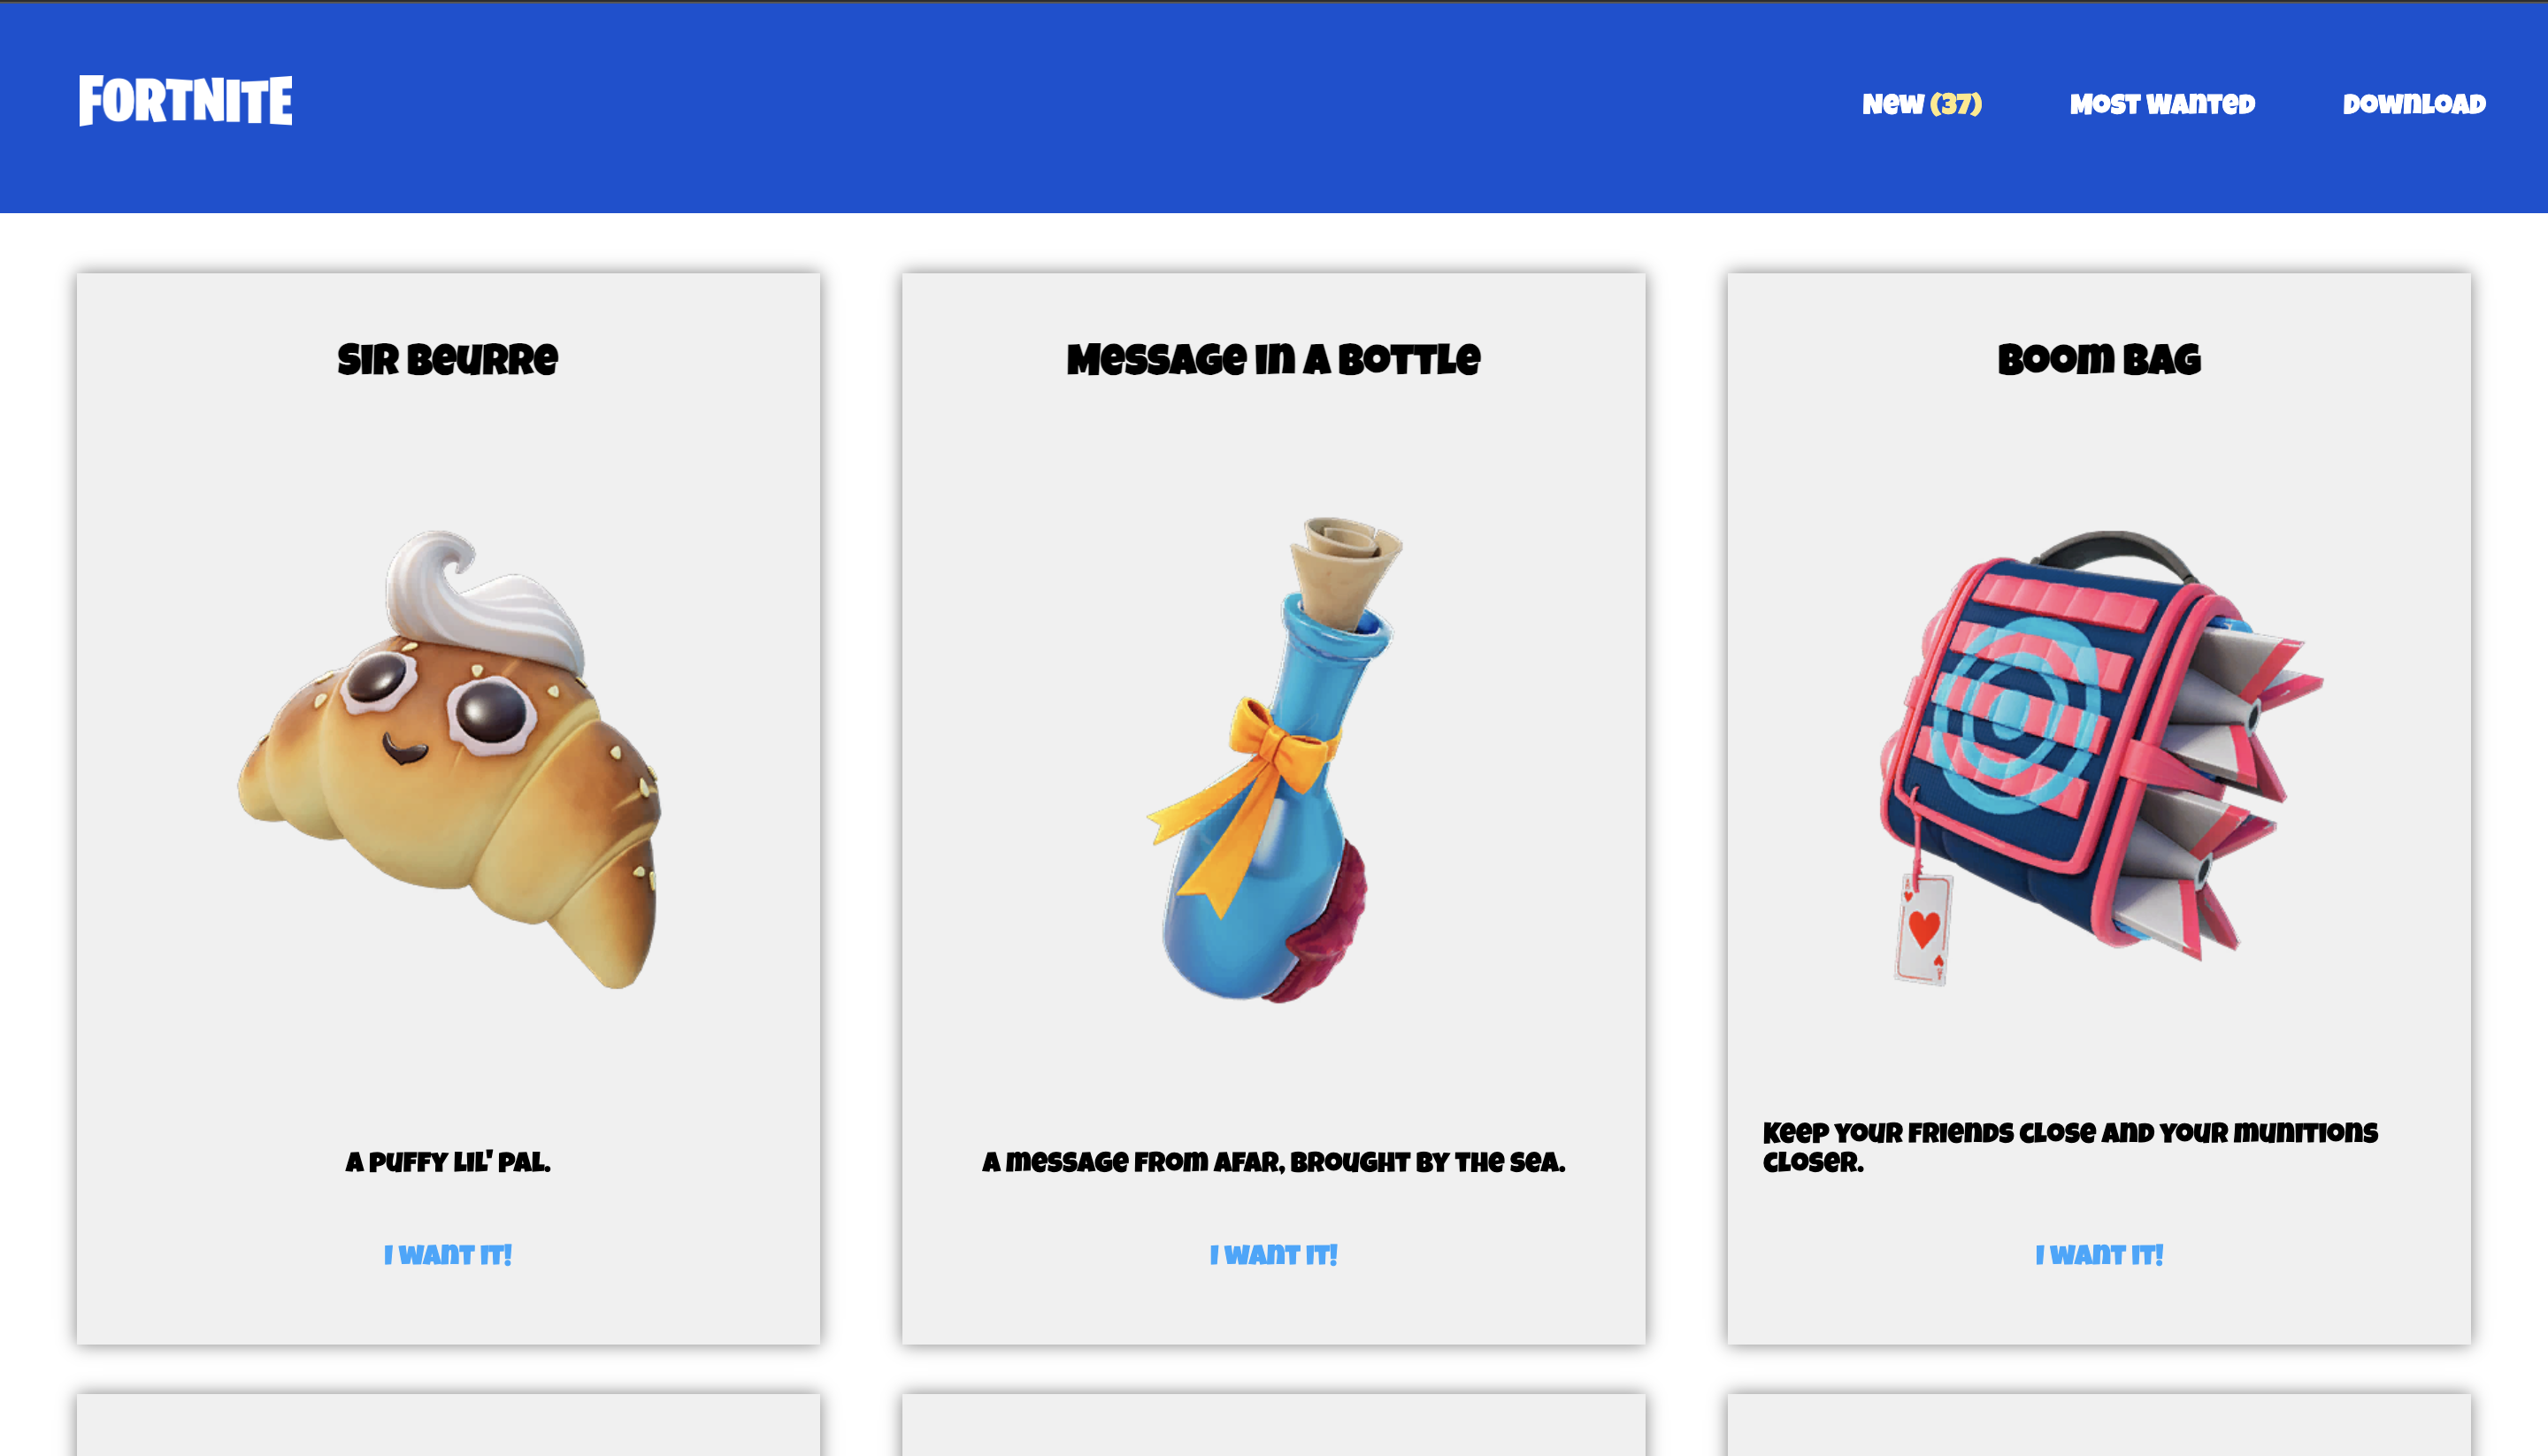 FORTNITE
New (37)
Most Wanted
Download
Sir Beurre
Message in a Bottle
Boom Bag
A puffy lil' pal.
A message from afar, brought by the sea.
Keep your friends close and your munitions
closer.
I want it!
I want it!
I want it!